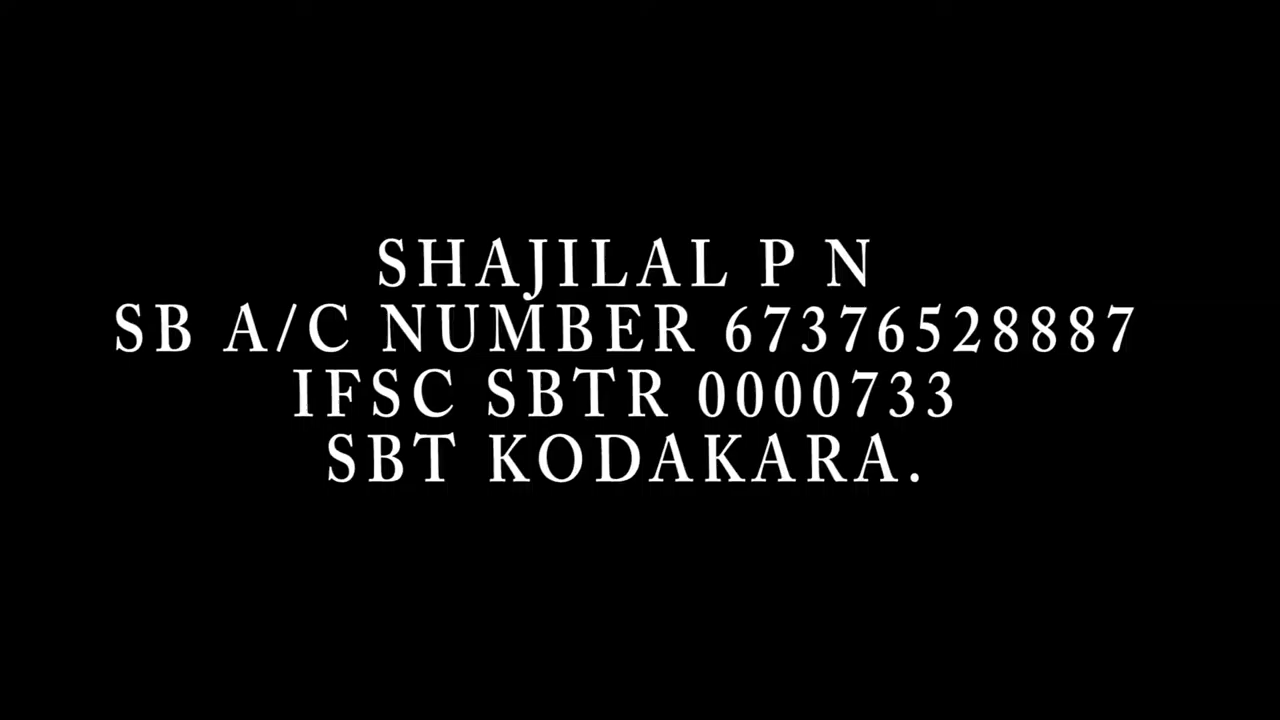 SHAJILAL P N
SB A/C NUMBER 67376528887
IFSC SBTR 0000733
SBT KODAKARA.